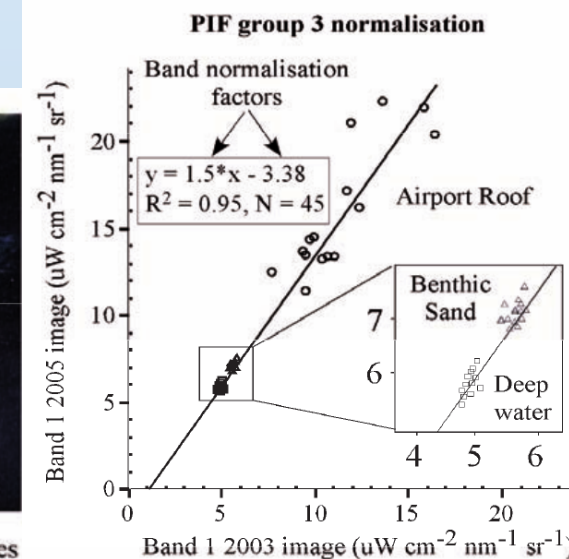 PIF group 3 normalisation
Band normalisation
factors
y = 1.5*x - 3.38
R² = 0.95, N = 45
Airport Roof
Benthic
Sand
Deep
water
7
6
4 5 6
20
15
10
5
0
0 5 10 15 20
Band 1 2005 image (uW cm⁻² nm⁻¹ sr⁻¹)
Band 1 2003 image (uW cm⁻² nm⁻¹ sr⁻¹)
es